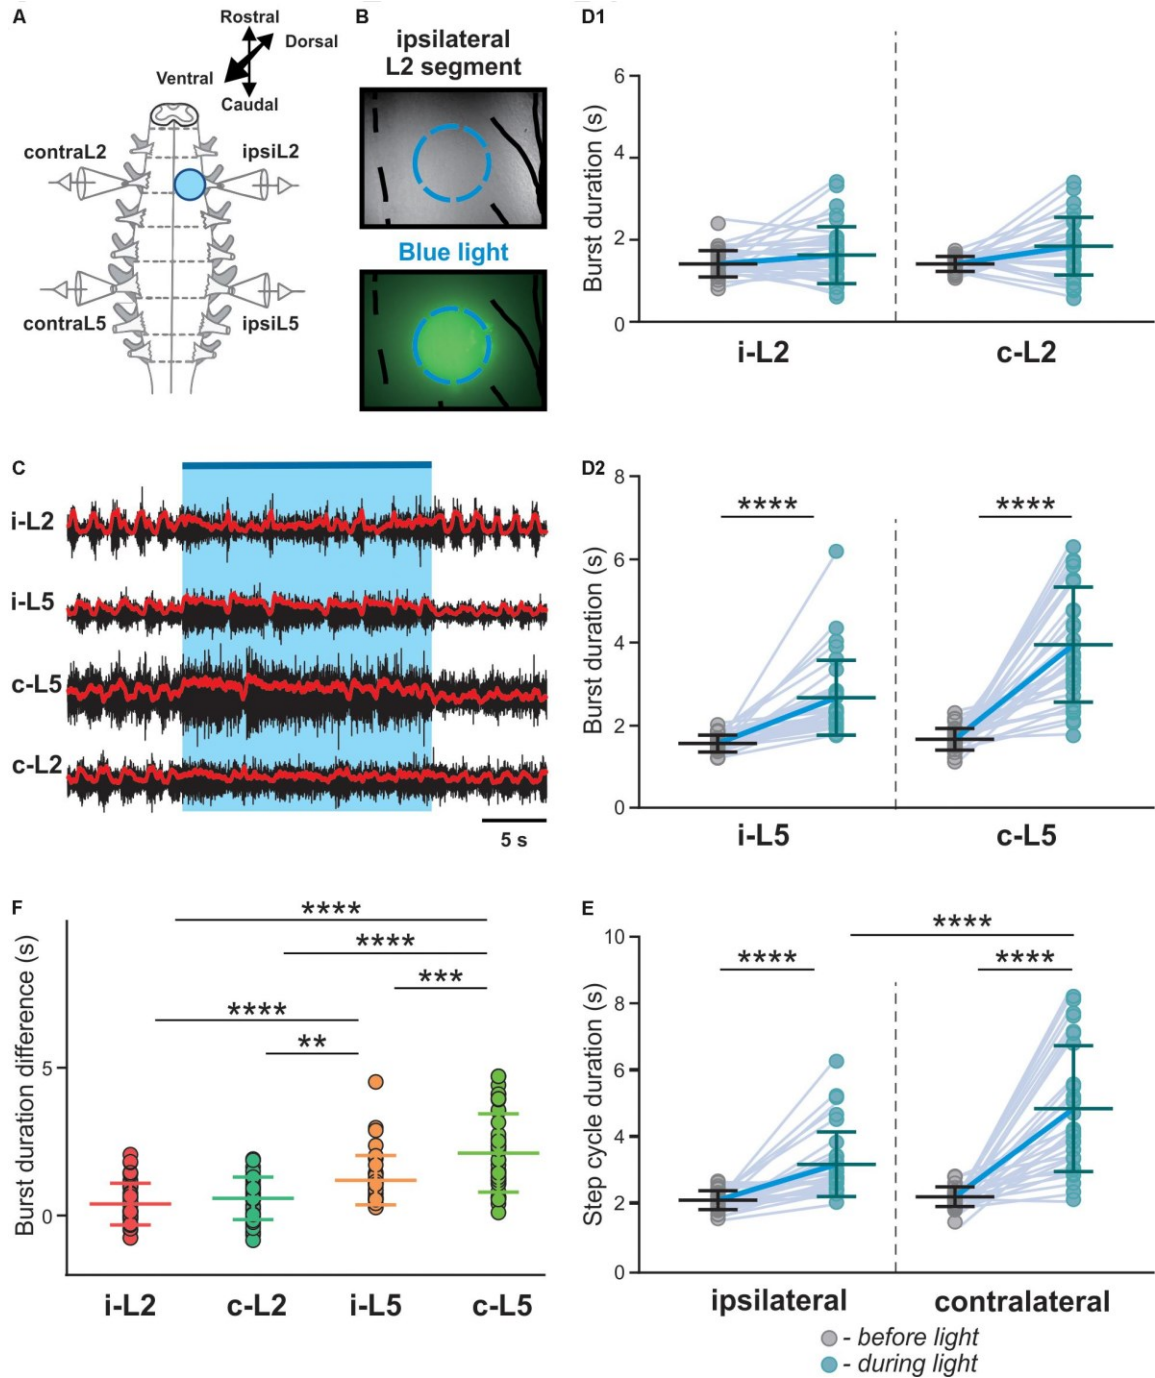 A
Rostral
Dorsal
Ventral
Caudal
contraL2
ipsiL2
contraL5
ipsiL5
B
ipsilateral
L2 segment
Blue light
D1
Burst duration (s)
6
4
2
0
i-L2
c-L2
C
i-L2
i-L5
c-L5
c-L2
5 s
D2
Burst duration (s)
8
6
4
2
0
****
****
i-L5
c-L5
F
Burst duration difference (s)
5
0
****
****
***
****
**
i-L2
c-L2
i-L5
c-L5
E
Step cycle duration (s)
10
8
6
4
2
0
****
****
****
ipsilateral
contralateral
- before light
- during light